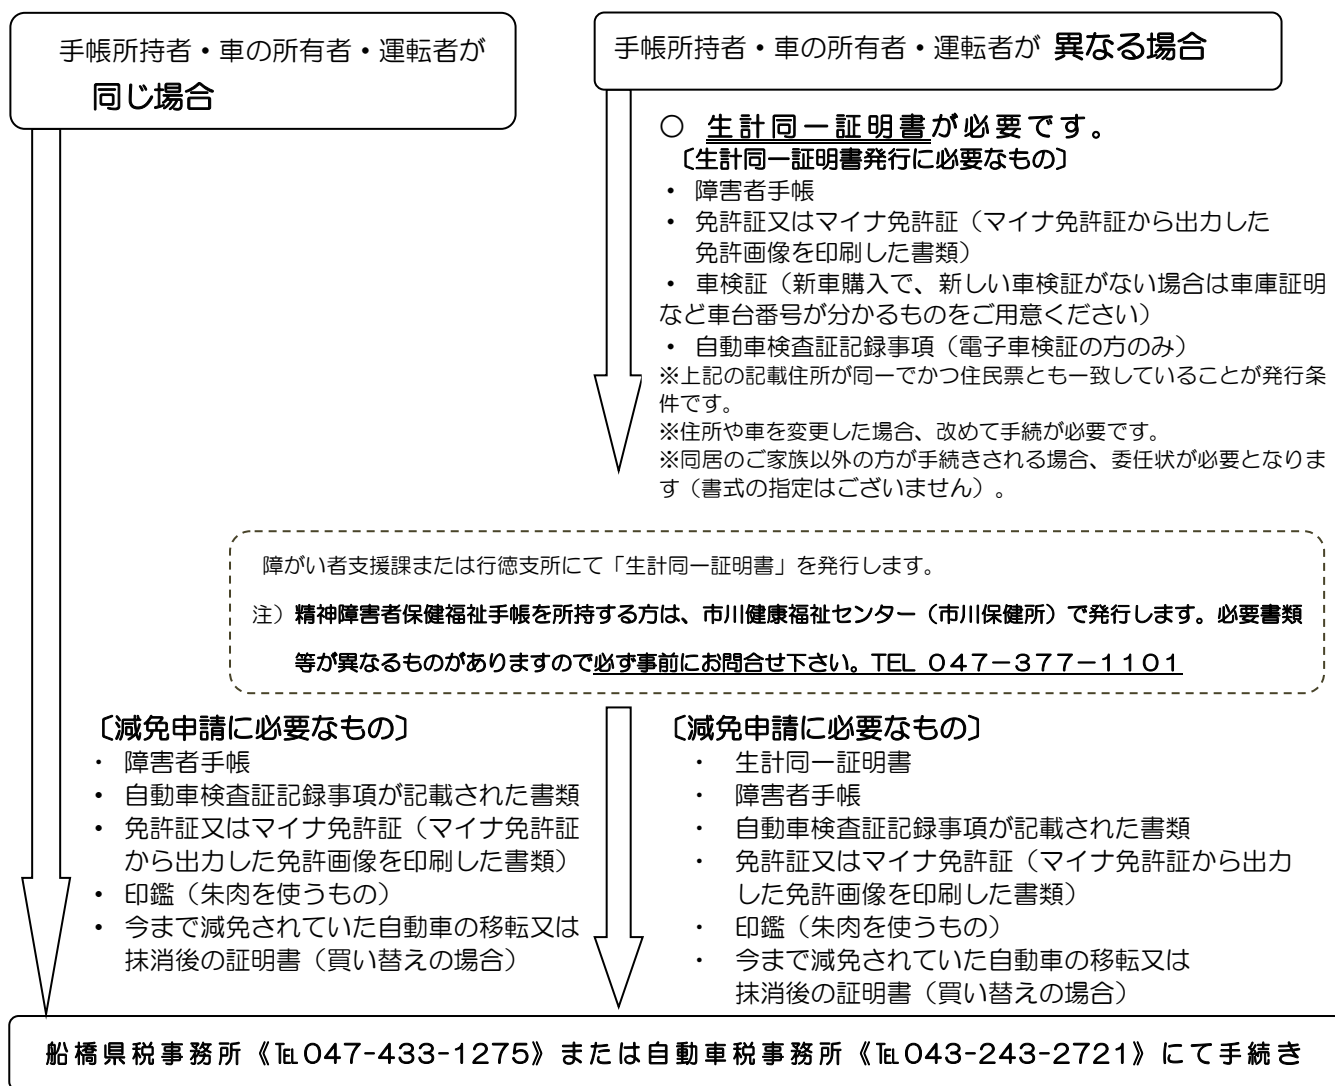 手帳所持者・車の所有者・運転者が
同じ場合
手帳所持者・車の所有者・運転者が 異なる場合
○ 生計同一証明書が必要です。
〔生計同一証明書発行に必要なもの〕
・ 障害者手帳
・ 免許証又はマイナ免許証（マイナ免許証から出力した
免許画像を印刷した書類）
・ 車検証（新車購入で、新しい車検証がない場合は車庫証明
など車台番号が分かるものをご用意ください）
・ 自動車検査証記録事項（電子車検証の方のみ）
※上記の記載住所が同一でかつ住民票とも一致していることが発行条
件です。
※住所や車を変更した場合、改めて手続が必要です。
※同居のご家族以外の方が手続きされる場合、委任状が必要となりま
す（書式の指定はございません）。
障がい者支援課または行徳支所にて「生計同一証明書」を発行します。
注）精神障害者保健福祉手帳を所持する方は、市川健康福祉センター（市川保健所）で発行します。必要書類
等が異なるものがありますので必ず事前にお問合せ下さい。TEL ０４７－３７７－１１０１
〔減免申請に必要なもの〕
・ 障害者手帳
・ 自動車検査証記録事項が記載された書類
・ 免許証又はマイナ免許証（マイナ免許証
から出力した免許画像を印刷した書類）
・ 印鑑（朱肉を使うもの）
・ 今まで減免されていた自動車の移転又は
抹消後の証明書（買い替えの場合）
〔減免申請に必要なもの〕
・ 生計同一証明書
・ 障害者手帳
・ 自動車検査証記録事項が記載された書類
・ 免許証又はマイナ免許証（マイナ免許証から出力
した免許画像を印刷した書類）
・ 印鑑（朱肉を使うもの）
・ 今まで減免されていた自動車の移転又は
抹消後の証明書（買い替えの場合）
船橋県税事務所《℡047-433-1275》または自動車税事務所《℡043-243-2721》にて手続き